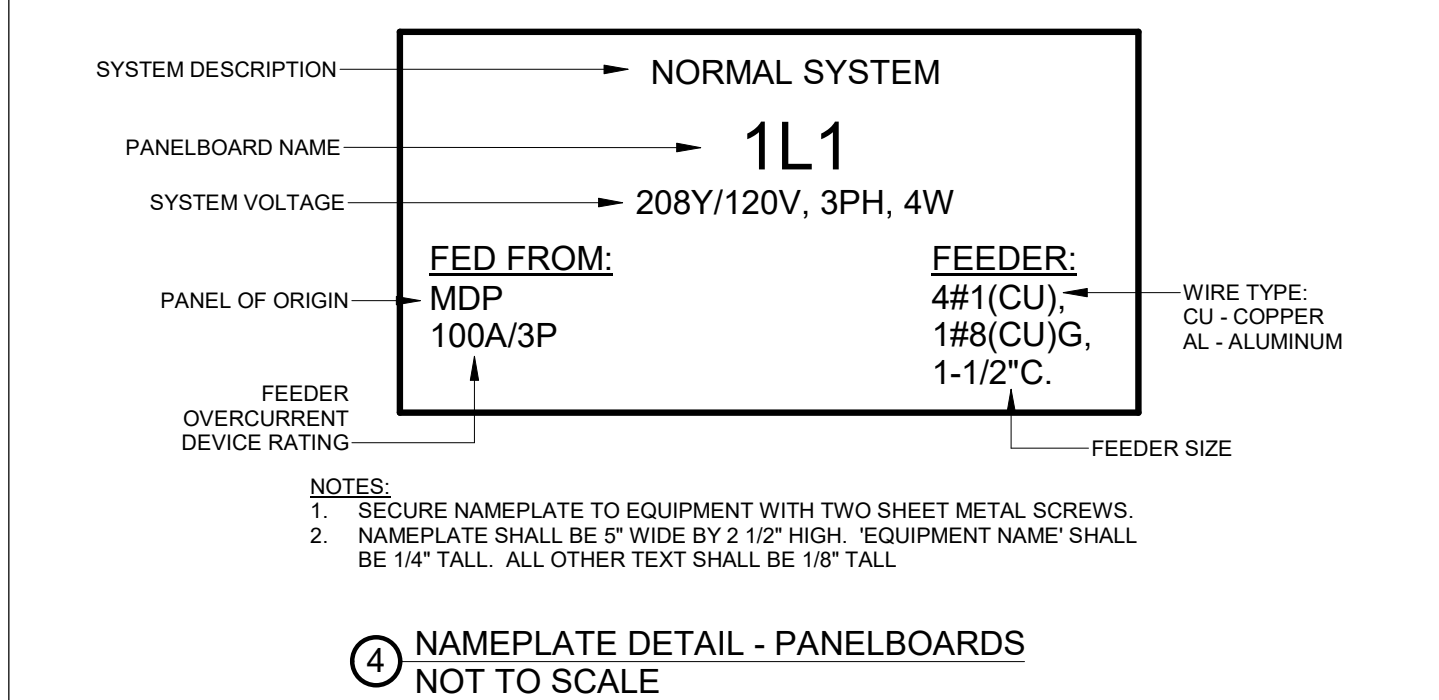 SYSTEM DESCRIPTION
NORMAL SYSTEM
PANELBOARD NAME
1L1
SYSTEM VOLTAGE
208Y/120V, 3PH, 4W
FED FROM:
PANEL OF ORIGIN
MDP
100A/3P
FEEDER
OVERCURRENT
DEVICE RATING
FEEDER:
4#1(CU),
1#8(CU)G,
1-1/2"C.
WIRE TYPE:
CU - COPPER
AL - ALUMINUM
FEEDER SIZE
NOTES:
1. SECURE NAMEPLATE TO EQUIPMENT WITH TWO SHEET METAL SCREWS.
2. NAMEPLATE SHALL BE 5" WIDE BY 2 1/2" HIGH. 'EQUIPMENT NAME' SHALL
BE 1/4" TALL. ALL OTHER TEXT SHALL BE 1/8" TALL
4 NAMEPLATE DETAIL - PANELBOARDS
NOT TO SCALE